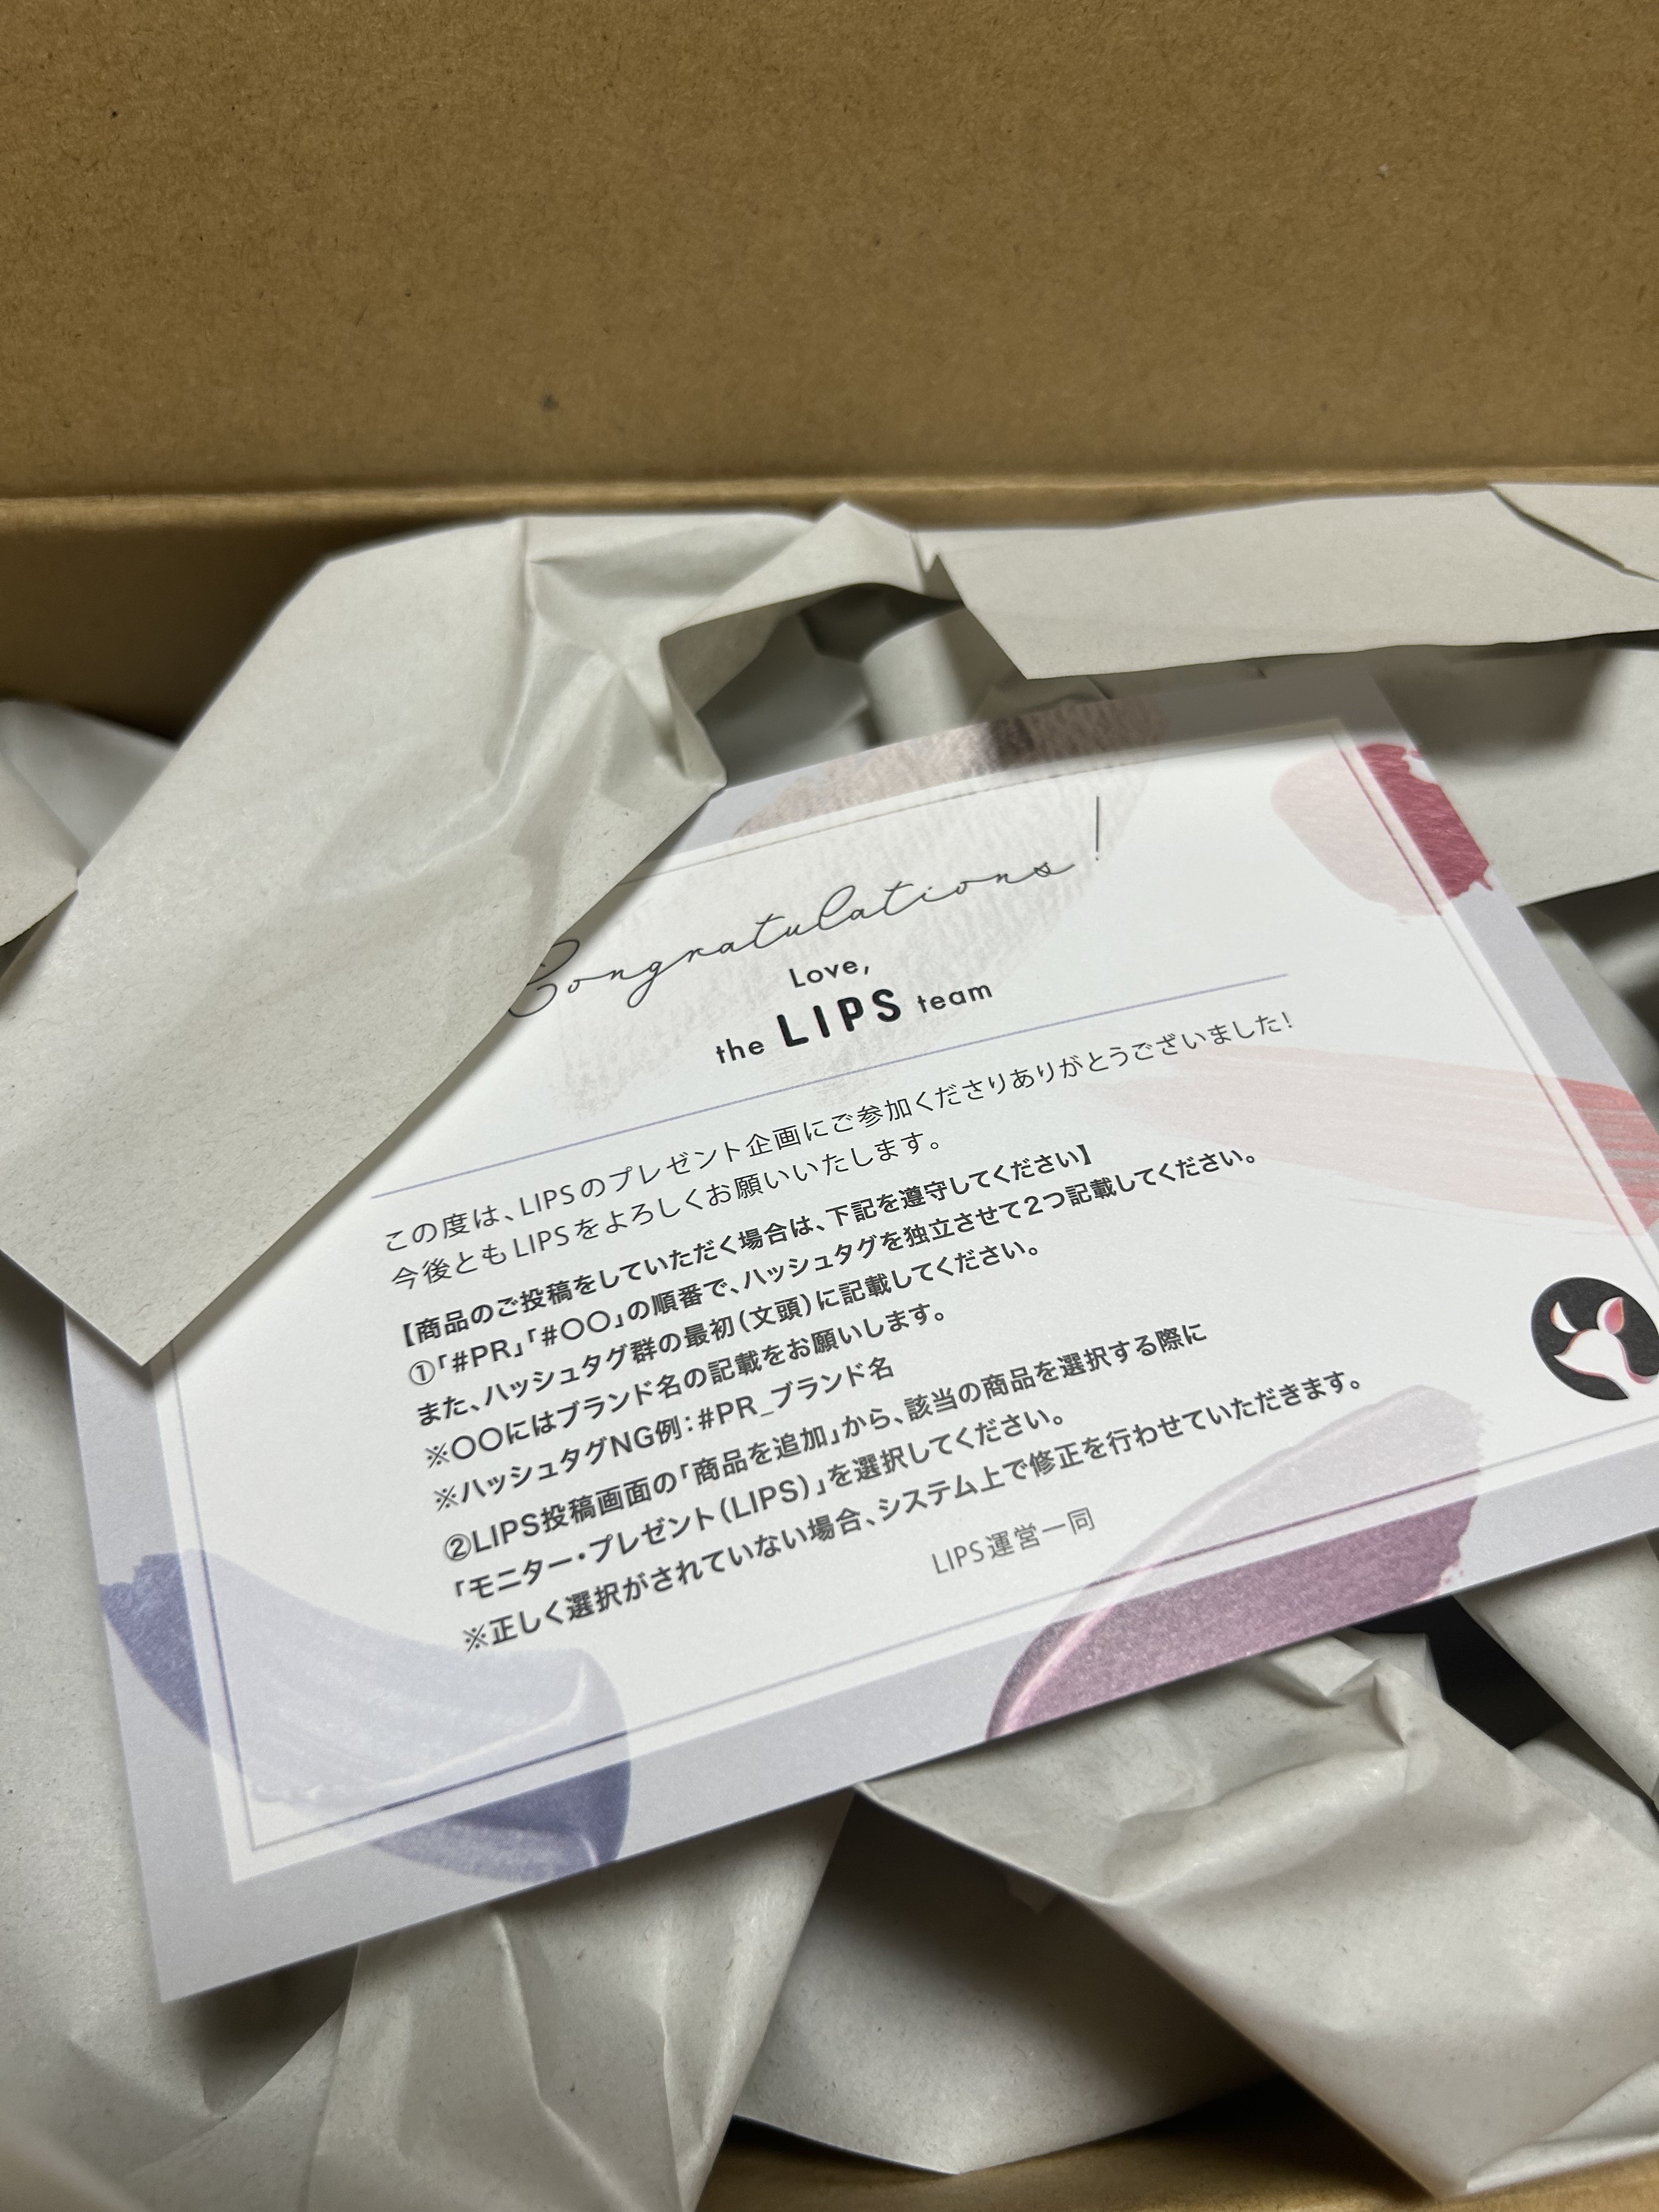 Congratulations!
Love,
the LIPS team
この度は、LIPSのプレゼント企画にご参加くださりありがとうございました!
今後ともLIPSをよろしくお願いいたします。
【商品のご投稿をしていただく場合は、下記を遵守してください】
①「#PR」「#〇〇」の順番で、ハッシュタグを独立させて2つ記載してください。
また、ハッシュタグ群の最初(文頭)に記載してください。
※〇〇にはブランド名の記載をお願いします。
※ハッシュタグNG例:#PR_ブランド名
②LIPS投稿画面の「商品を追加」から、該当の商品を選択する際に
「モニター・プレゼント(LIPS)」を選択してください。
※正しく選択がされていない場合、システム上で修正を行わせていただきます。
LIPS運営一同